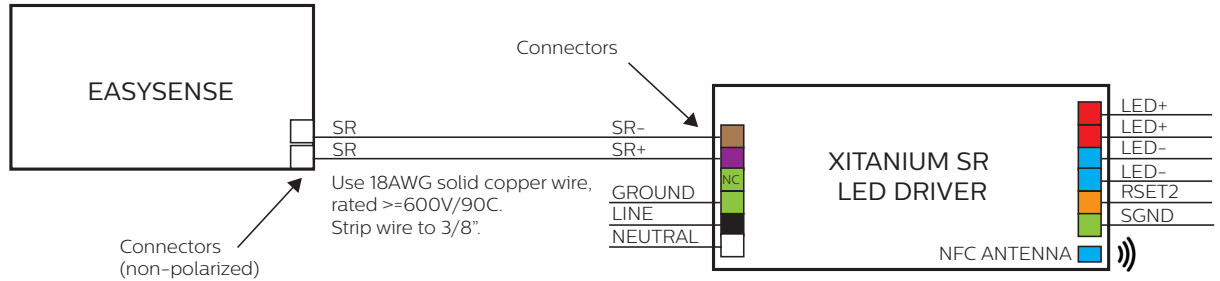 Connectors
EASYSENSE
SR
SR
SR-
SR+
Use 18AWG solid copper wire,
rated >=600V/90C.
Strip wire to 3/8”.
Connectors
(non-polarized)
GROUND
LINE
NEUTRAL
NC
XITANIUM SR
LED DRIVER
NFC ANTENNA
LED+
LED+
LED-
LED-
RSET2
SGND